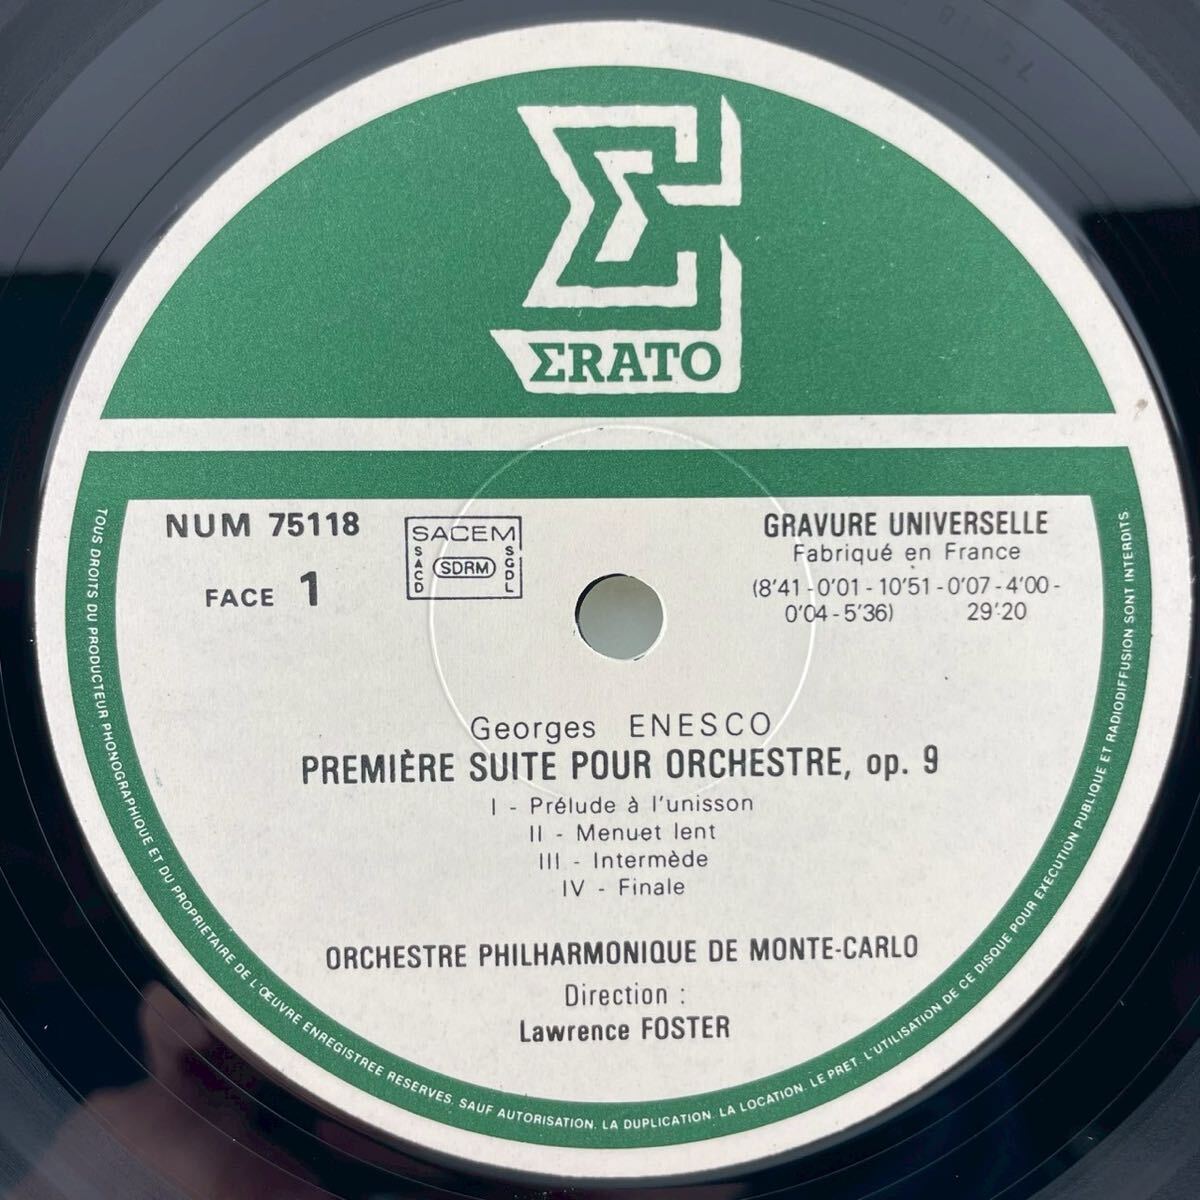 ΣRATO
NUM 75118
FACE 1
SACEM
SACD
SDRM
SGDL
GRAVURE UNIVERSELLE
Fabriqué en France
(8'41 - 0'01 - 10'51 - 0'07 - 4'00 -
0'04 - 5'36) 29'20
Georges ENESCO
PREMIÈRE SUITE POUR ORCHESTRE, op. 9
I - Prélude à l'unisson
II - Menuet lent
III - Intermède
IV - Finale
ORCHESTRE PHILHARMONIQUE DE MONTE-CARLO
Direction :
Lawrence FOSTER
TOUS DROITS DU PRODUCTEUR PHONOGRAPHIQUE ET DU PROPRIETAIRE DE L'ŒUVRE ENREGISTREE RESERVES. SAUF AUTORISATION. LA DUPLICATION. LA LOCATION. LE PRET. L'UTILISATION DE CE DISQUE POUR EXECUTION PUBLIQUE ET RADIODIFFUSION SONT INTERDITS